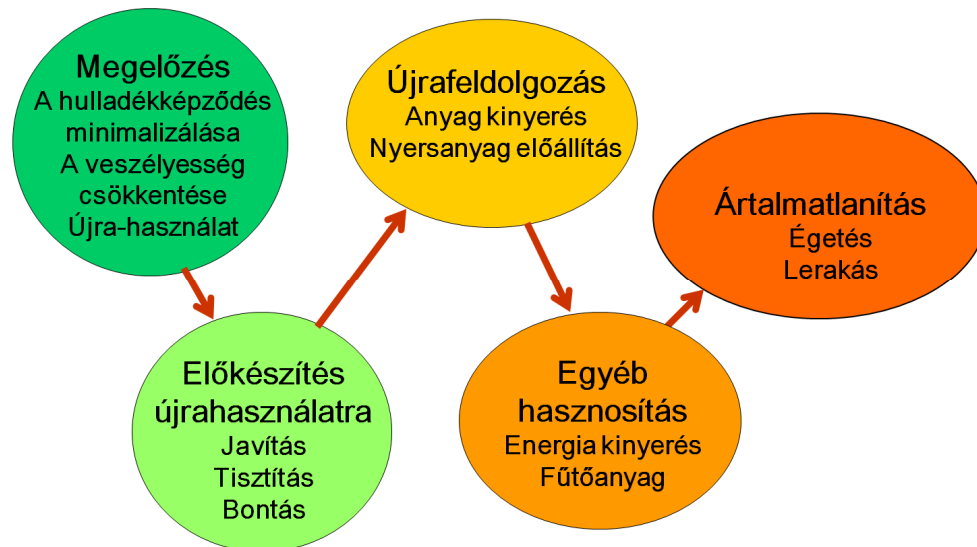 Megelőzés
A hulladékképződés
minimalizálása
A veszélyesség
csökkentése
Újra-használat
Előkészítés
újrahasználatra
Javítás
Tisztítás
Bontás
Újrafeldolgozás
Anyag kinyerés
Nyersanyag előállítás
Egyéb
hasznosítás
Energia kinyerés
Fűtőanyag
Ártalmatlanítás
Égetés
Lerakás